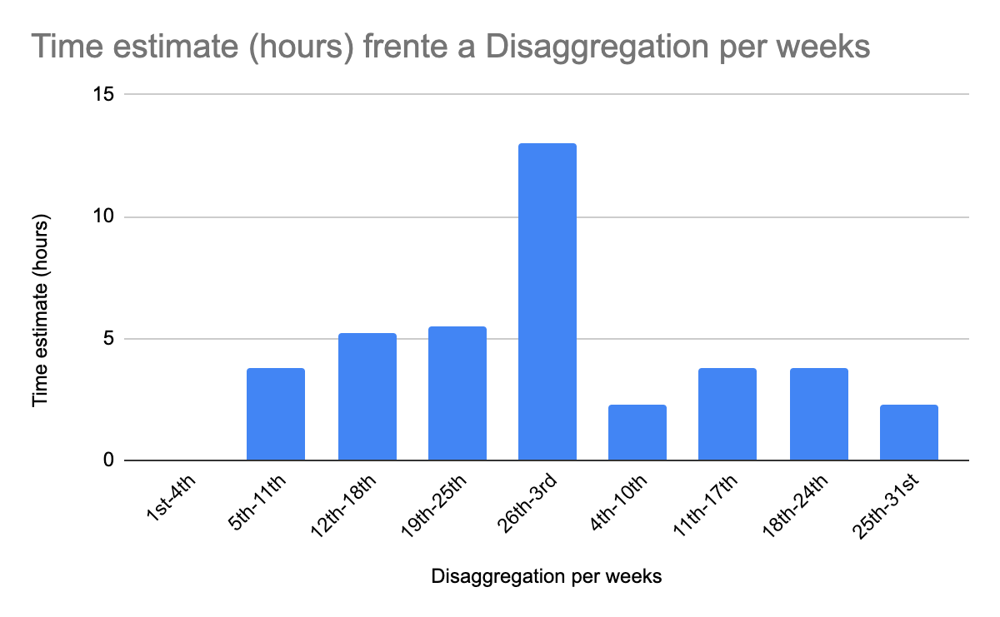 Time estimate (hours) frente a Disaggregation per weeks
15
10
5
0
Time estimate (hours)
1st-4th
5th-11th
12th-18th
19th-25th
26th-3rd
4th-10th
11th-17th
18th-24th
25th-31st
Disaggregation per weeks